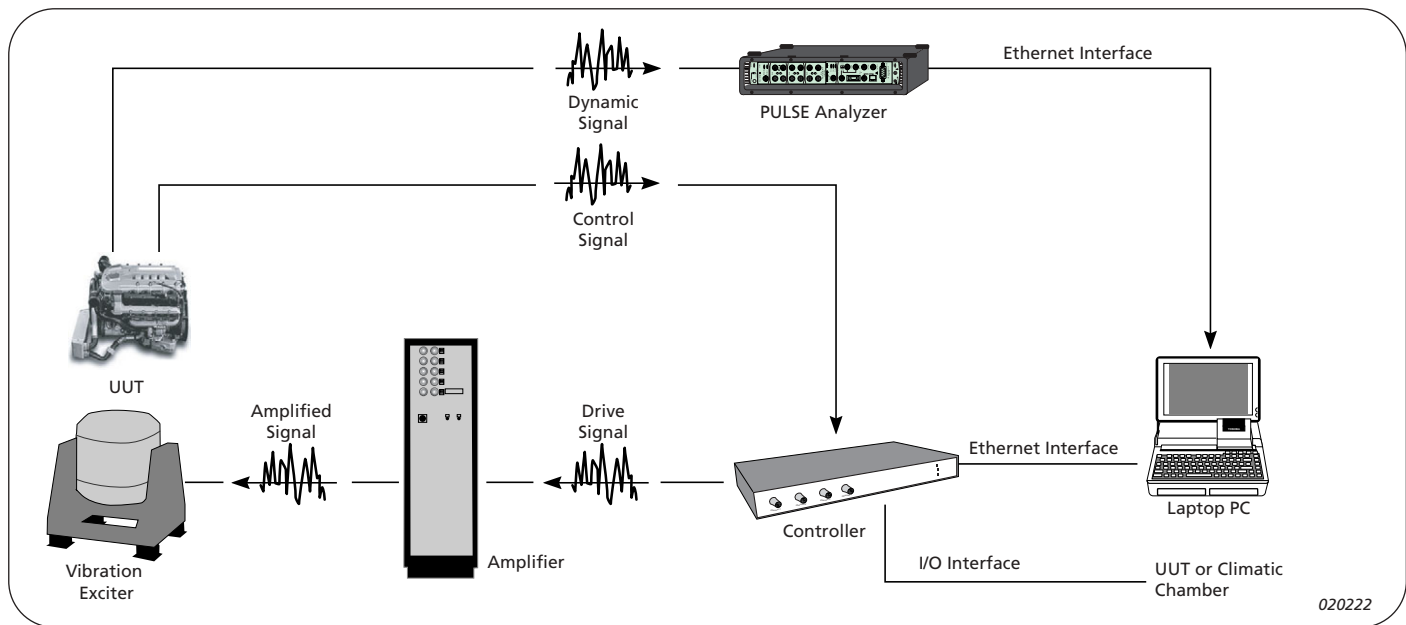 Ethernet Interface
Dynamic
Signal
PULSE Analyzer
Control
Signal
UUT
Amplified
Signal
Drive
Signal
Ethernet Interface
Laptop PC
Controller
Amplifier
I/O Interface
Vibration
Exciter
UUT or Climatic
Chamber
020222